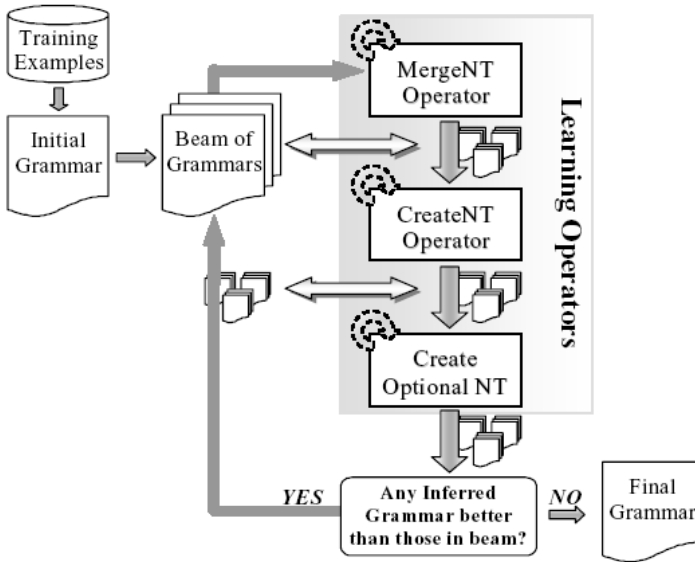 Training
Examples
Initial
Grammar
Beam of
Grammars
MergeNT
Operator
CreateNT
Operator
Create
Optional NT
Learning Operators
YES
Any Inferred
Grammar better
than those in beam?
NO
Final
Grammar